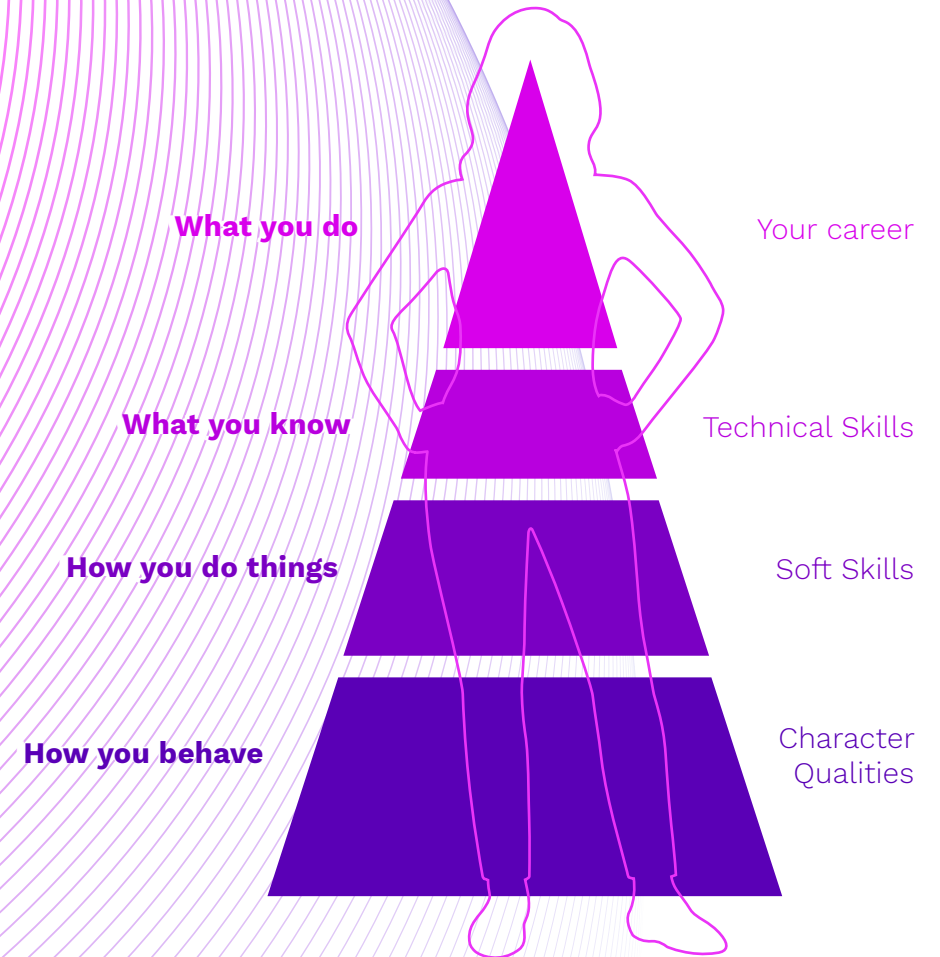 What you do
Your career
What you know
Technical Skills
How you do things
Soft Skills
How you behave
Character
Qualities